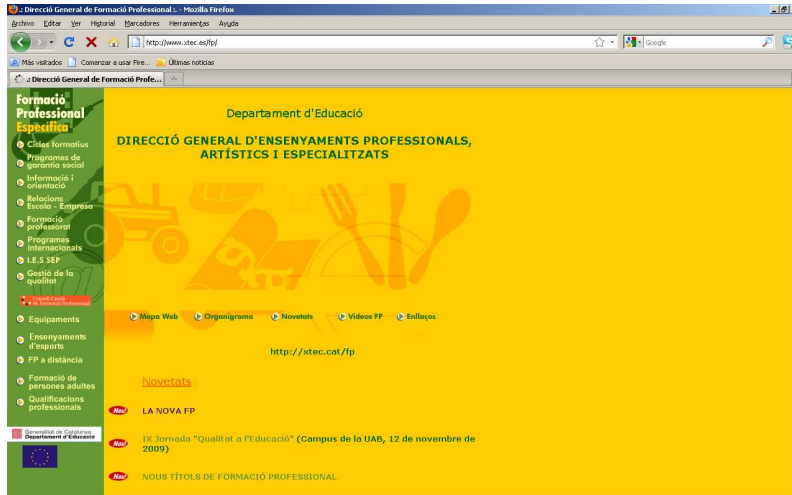 .: Direcció General de Formació Professional :. - Mozilla Firefox
Archivo Editar Ver Historial Marcadores Herramientas Ayuda
http://www.xtec.es/fp/
Google
Más visitados Comenzar a usar Fire... Últimas noticias
.: Direcció General de Formació Profe...
Formació
Professional
Específica
Cicles formatius
Programes de
garantia social
Informació i
orientació
Relacions
Escola - Empresa
Formació
professorat
Programes
internacionals
I.E.S SEP
Gestió de la
qualitat
Consell Català
de Formació Professional
Equipaments
Ensenyaments
d'esports
FP a distància
Formació de
persones adultes
Qualificacions
professionals
Generalitat de Catalunya
Departament d'Educació
Departament d'Educació
DIRECCIÓ GENERAL D'ENSENYAMENTS PROFESSIONALS,
ARTÍSTICS I ESPECIALITZATS
Mapa Web Organigrama Novetats Videos FP Enllaços
http://xtec.cat/fp
Novetats :
Nou! LA NOVA FP
Nou! IX Jornada "Qualitat a l'Educació" (Campus de la UAB, 12 de novembre de
2009)
Nou! NOUS TÍTOLS DE FORMACIÓ PROFESSIONAL